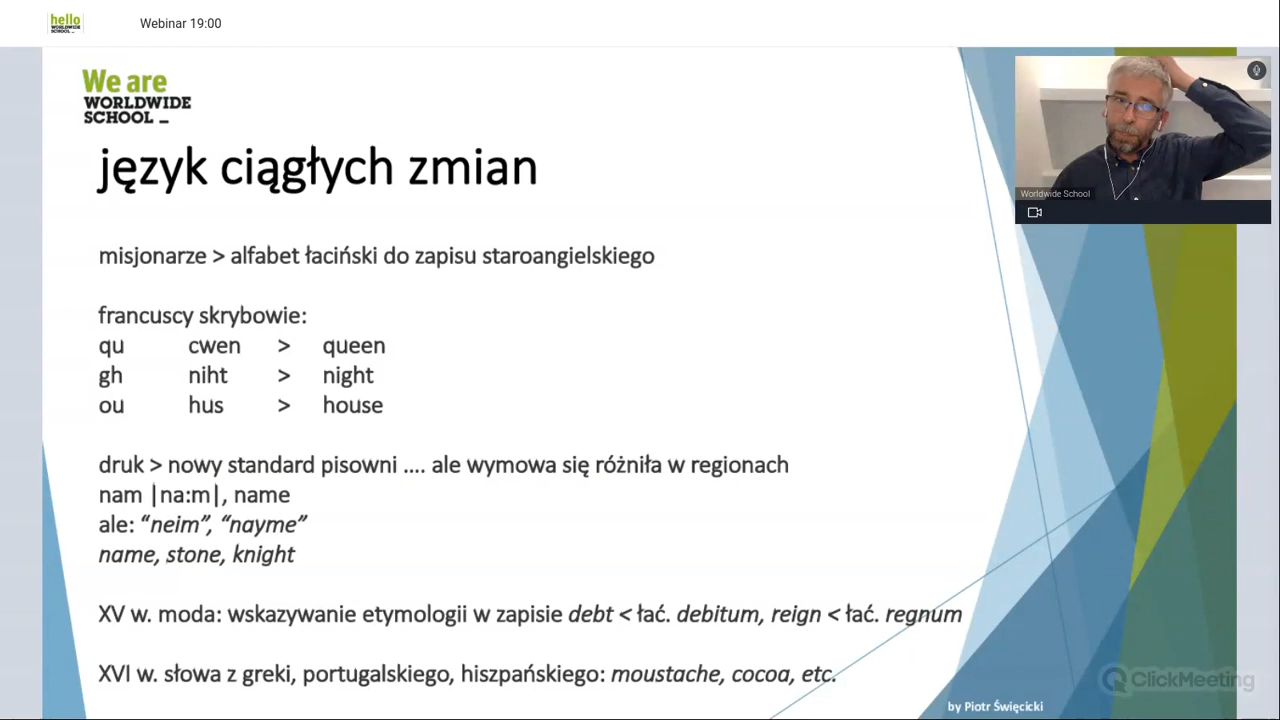 hello
WORLDWIDE
SCHOOL _
Webinar 19:00
We are
WORLDWIDE
SCHOOL _
język ciągłych zmian
misjonarze > alfabet łaciński do zapisu staroangielskiego
francuscy skrybowie:
qu cwen > queen
gh niht > night
ou hus > house
druk > nowy standard pisowni .... ale wymowa się różniła w regionach
nam |na:m|, name
ale: “neim”, “nayme”
name, stone, knight
XV w. moda: wskazywanie etymologii w zapisie debt < łać. debitum, reign < łać. regnum
XVI w. słowa z greki, portugalskiego, hiszpańskiego: moustache, cocoa, etc.
by Piotr Święcicki
Worldwide School
ClickMeeting